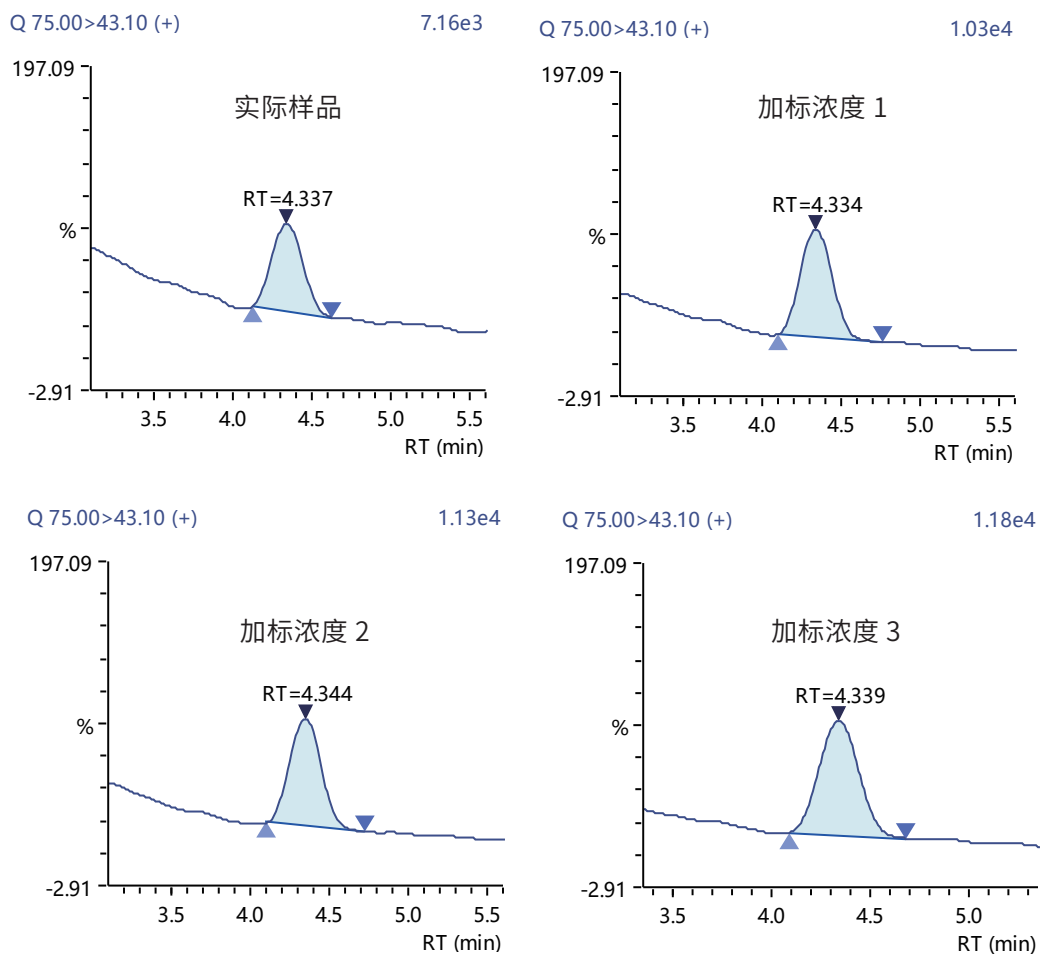 Q 75.00>43.10 (+) 7.16e3
197.09
实际样品
RT=4.337
%
-2.91
3.5 4.0 4.5 5.0 5.5
RT (min)
Q 75.00>43.10 (+) 1.03e4
197.09
加标浓度 1
RT=4.334
%
-2.91
3.5 4.0 4.5 5.0 5.5
RT (min)
Q 75.00>43.10 (+) 1.13e4
197.09
加标浓度 2
RT=4.344
%
-2.91
3.5 4.0 4.5 5.0 5.5
RT (min)
Q 75.00>43.10 (+) 1.18e4
197.09
加标浓度 3
RT=4.339
%
-2.91
3.5 4.0 4.5 5.0
RT (min)